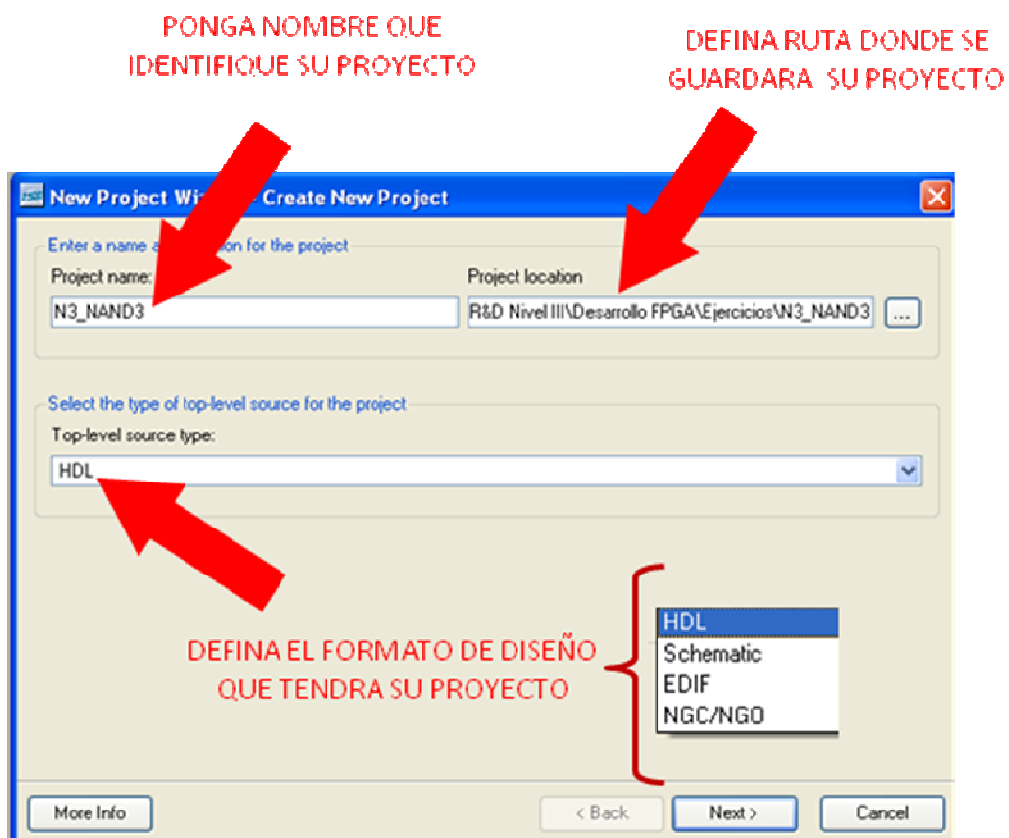 PONGA NOMBRE QUE
IDENTIFIQUE SU PROYECTO
DEFINA RUTA DONDE SE
GUARDARA SU PROYECTO
New Project - Create New Project
Enter a name for the project
Project name:
Project location
N3_NAND3
R&D Nivel III\Desarrollo FPGA\Ejercicios\N3_NAND3
...
Select the type of top-level source for the project
Top-level source type:
HDL
DEFINA EL FORMATO DE DISEÑO
QUE TENDRA SU PROYECTO
HDL
Schematic
EDIF
NGC/NGO
More Info
< Back
Next >
Cancel